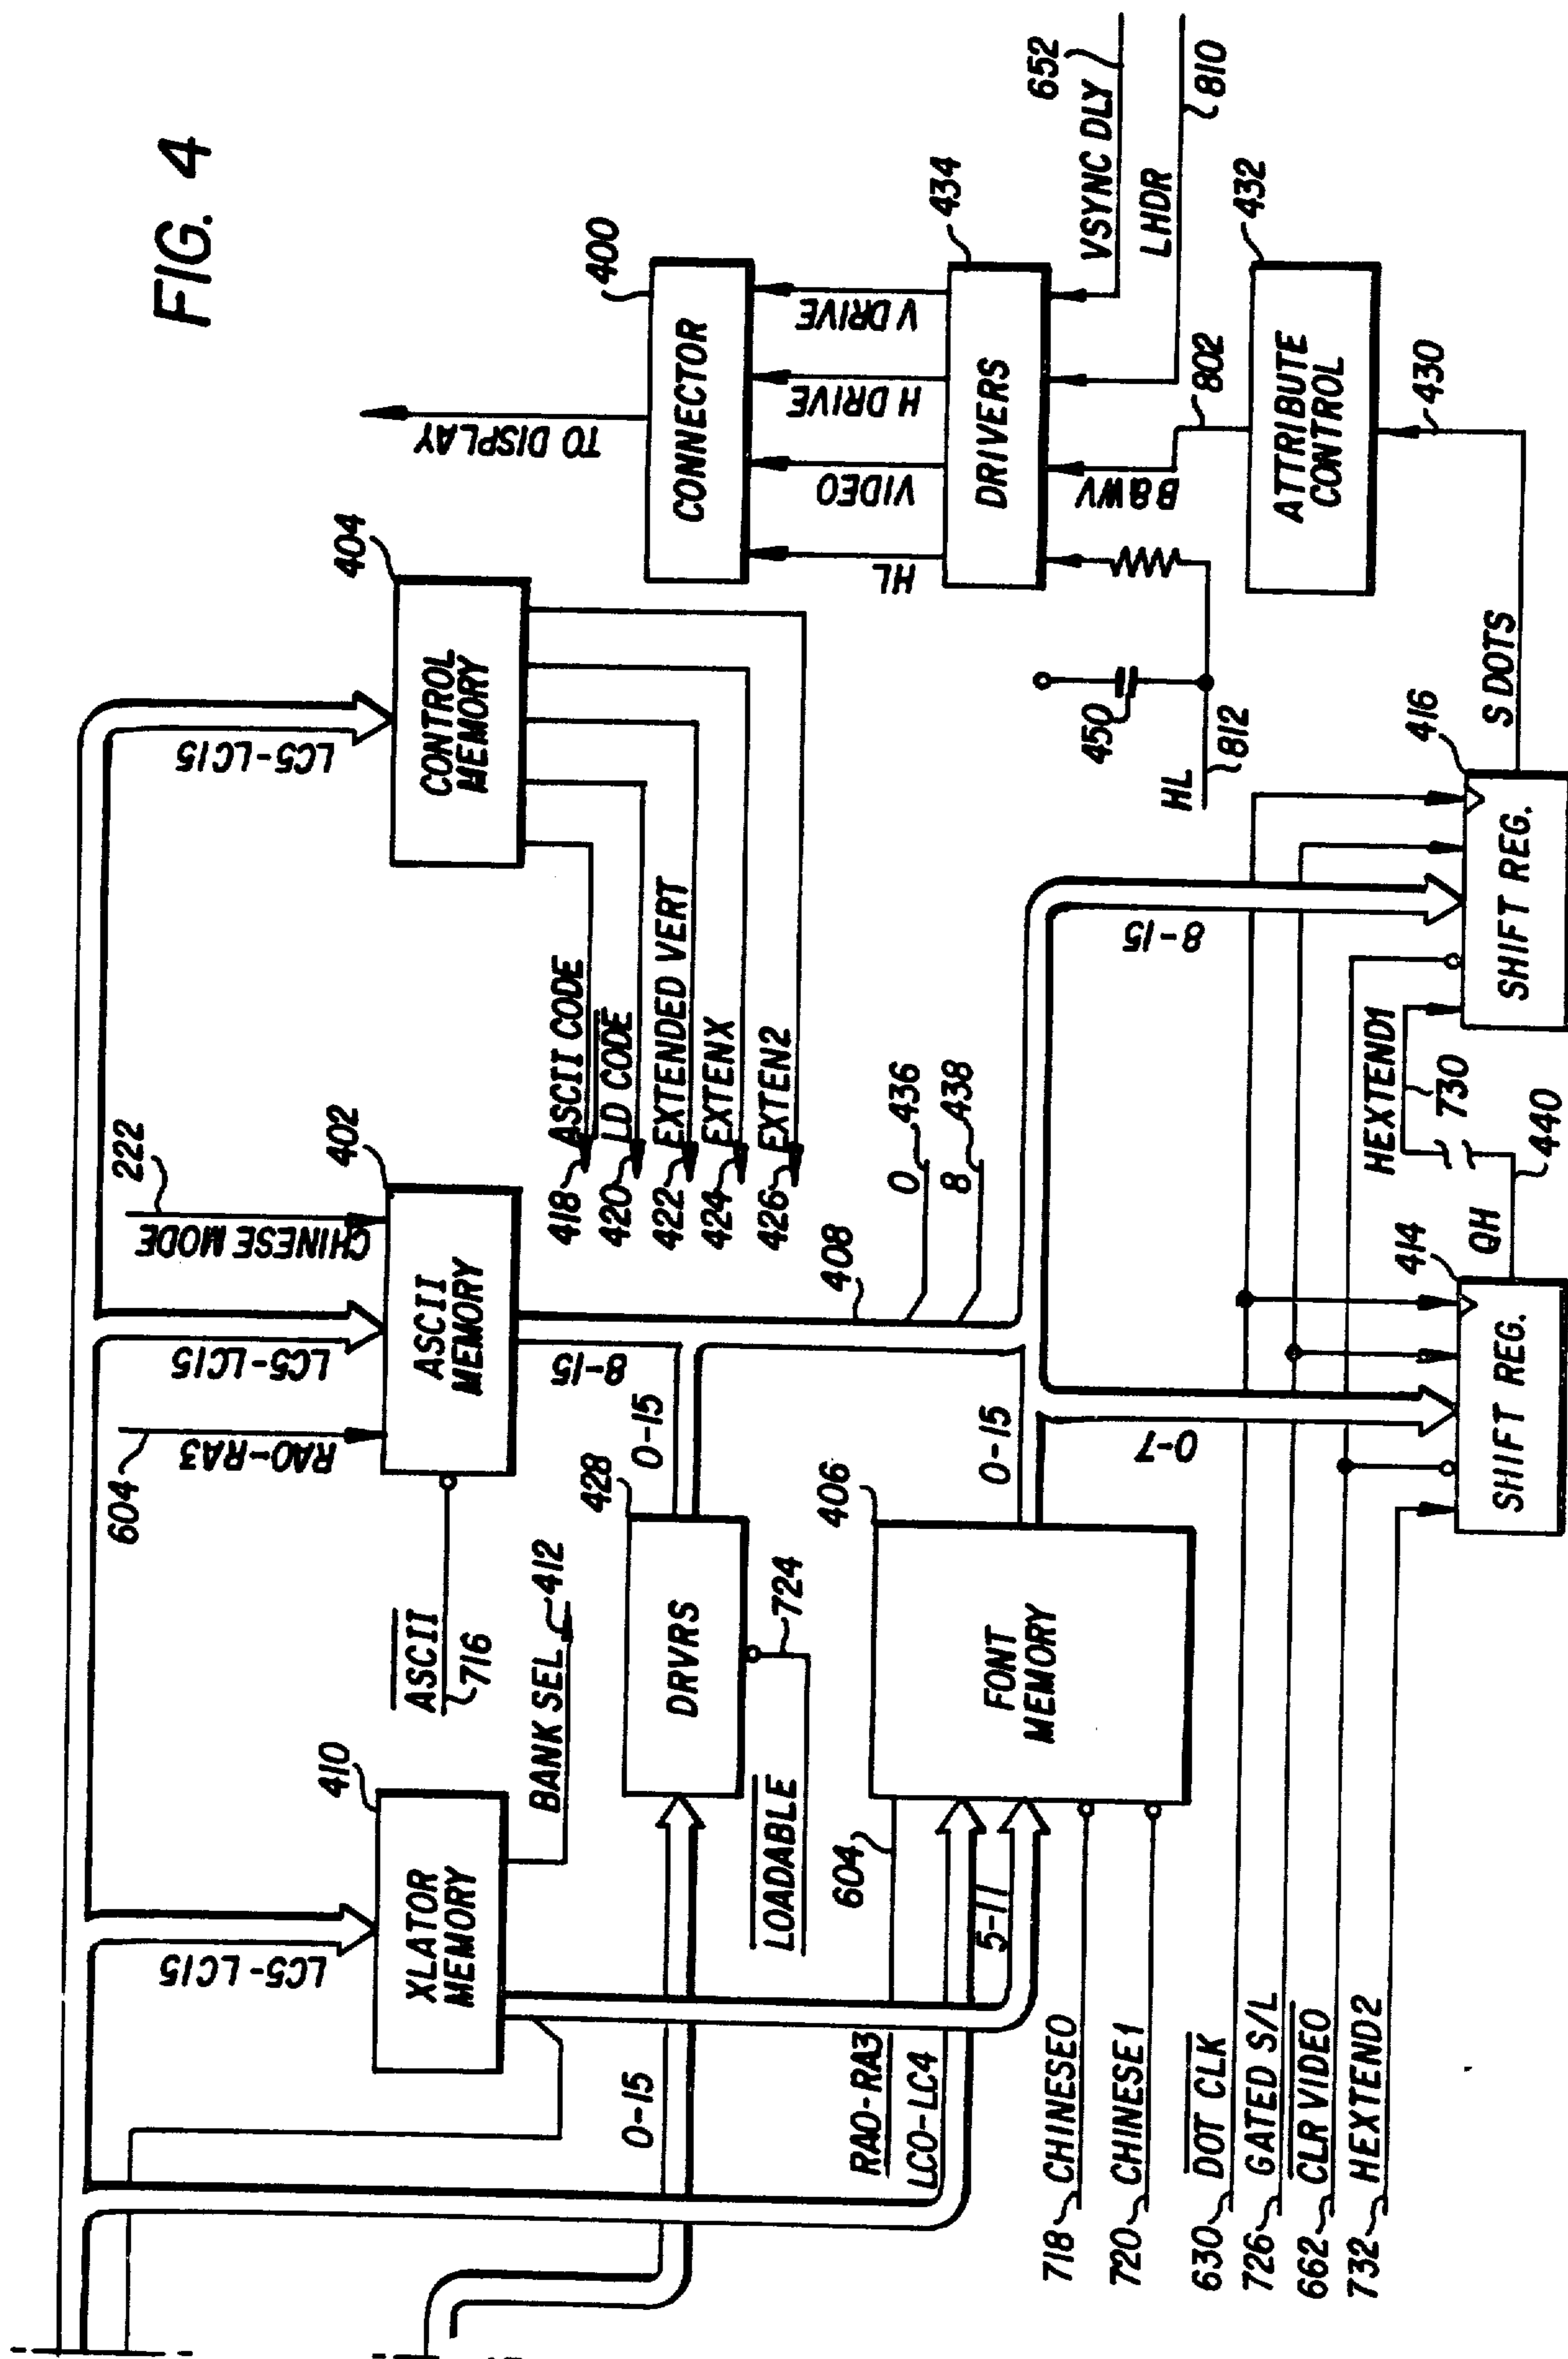 FIG. 4
604
RA0-RA3
222
CHINESE MODE
LC5-LC15
LC5-LC15
LC5-LC15
410
XLATOR
MEMORY
ASCII
716
402
ASCII
MEMORY
404
CONTROL
MEMORY
TO DISPLAY
400
CONNECTOR
BANK SEL
412
8-15
418
ASCII CODE
420
LD CODE
422
EXTENDED VERT
424
EXTENX
426
EXTEN2
HL
VIDEO
H DRIVE
V DRIVE
0-15
428
DRVRS
0-15
LOADABLE
724
408
434
DRIVERS
652
VSYNC DLY
LHDR
810
B&WV
802
0
436
8
438
604
RA0-RA3
LC0-LC4
5-11
406
FONT
MEMORY
0-15
718
CHINESE0
720
CHINESE1
0-7
8-15
450
HL
812
432
ATTRIBUTE
CONTROL
430
630
DOT CLK
726
GATED S/L
662
CLR VIDEO
732
HEXTEND2
414
SHIFT REG.
QH
440
HEXTEND1
730
416
SHIFT REG.
S DOTS